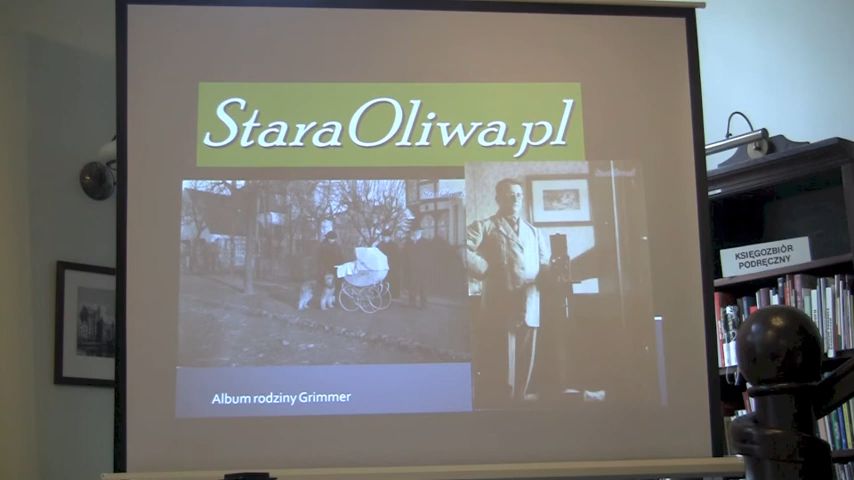 StaraOliwa.pl
Album rodziny Grimmer
KSIĘGOZBIÓR
PODRĘCZNY